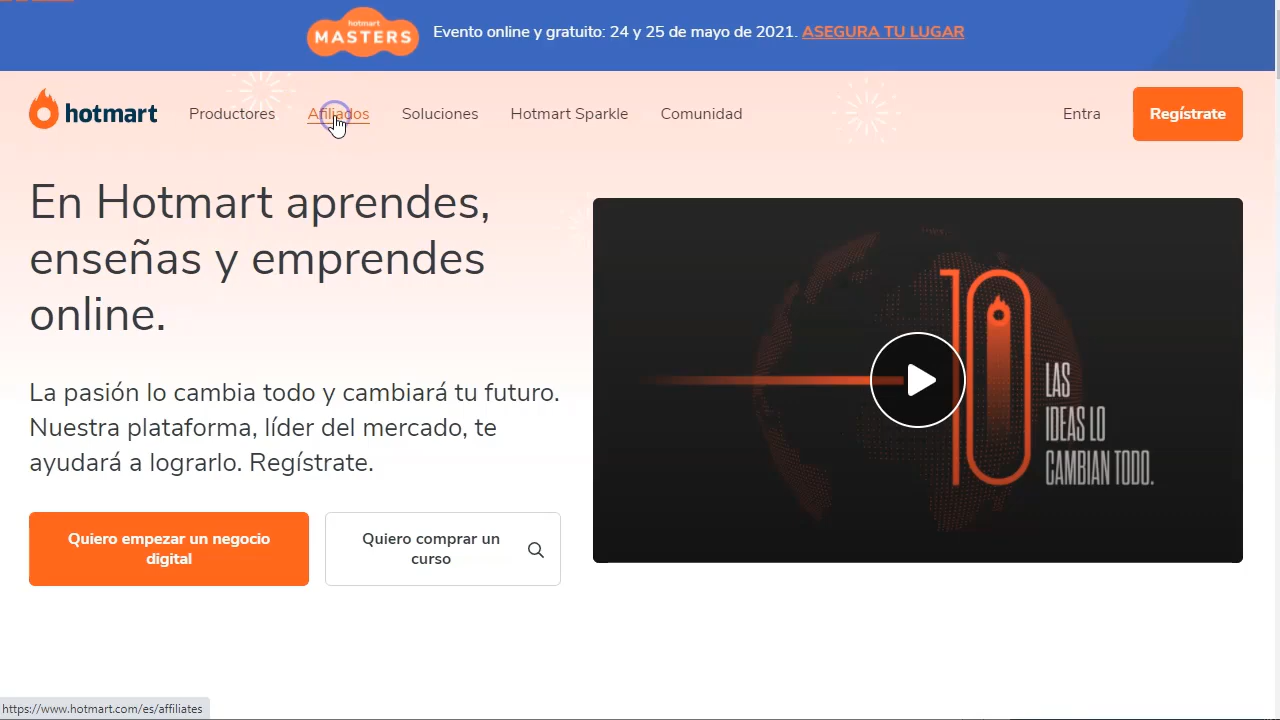 hotmart
MASTERS
Evento online y gratuito: 24 y 25 de mayo de 2021. ASEGURA TU LUGAR
hotmart
Productores
Afiliados
Soluciones
Hotmart Sparkle
Comunidad
Entra
Regístrate
En Hotmart aprendes,
enseñas y emprendes
online.
La pasión lo cambia todo y cambiará tu futuro.
Nuestra plataforma, líder del mercado, te
ayudará a lograrlo. Regístrate.
Quiero empezar un negocio
digital
Quiero comprar un
curso
10
LAS
IDEAS LO
CAMBIAN TODO.
https://www.hotmart.com/es/affiliates